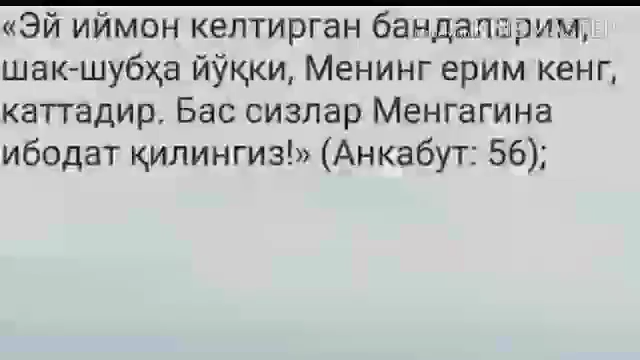 «Эй иймон келтирган бандаларим,
шак-шубҳа йўқки, Менинг ерим кенг,
каттадир. Бас сизлар Менгагина
ибодат қилингиз!» (Анкабут: 56);